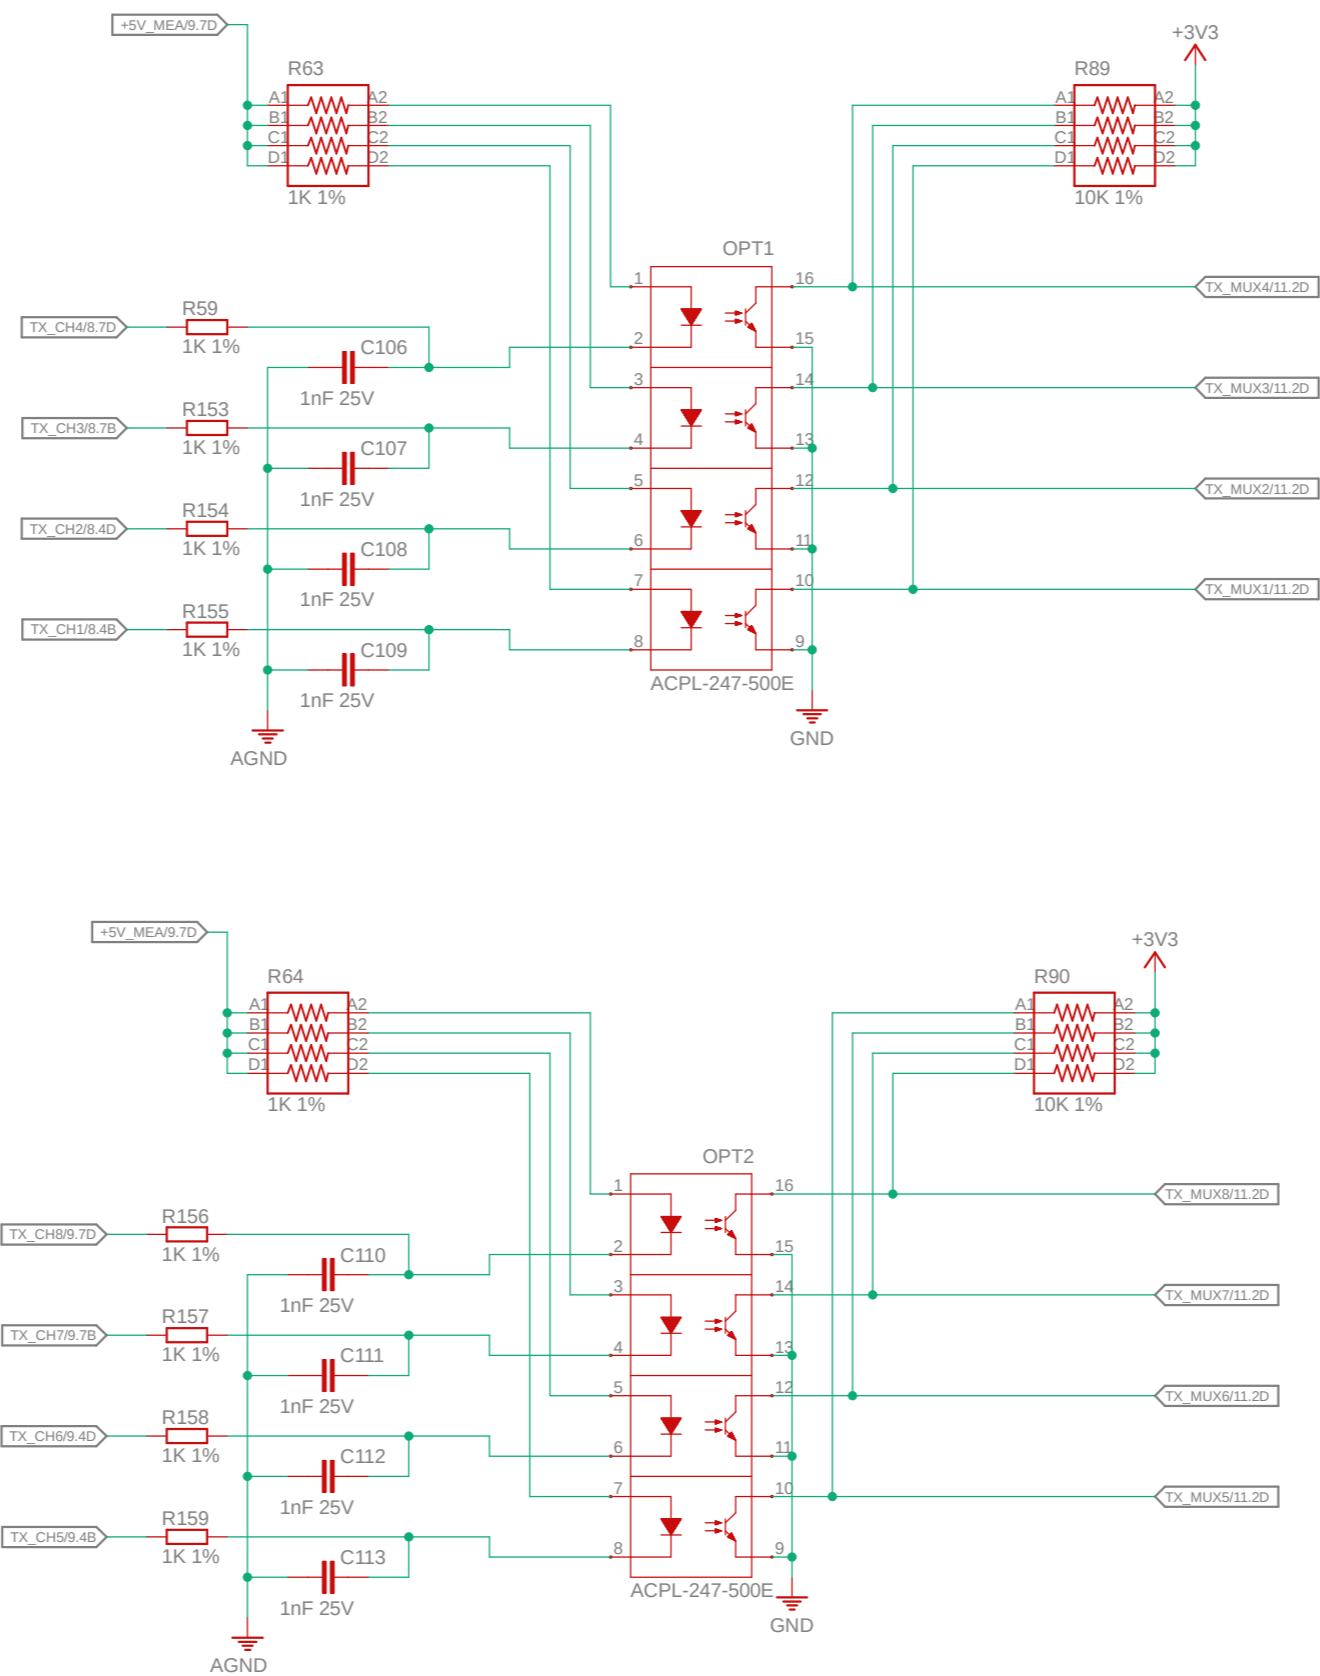 +5V_MEA/9.7D
+3V3
R63
R89
A1 A2
B1 B2
C1 C2
D1 D2
A1 A2
B1 B2
C1 C2
D1 D2
1K 1%
10K 1%
OPT1
1
16
TX_MUX4/11.2D
R59
TX_CH4/8.7D
1K 1%
C106
2
15
1nF 25V
3
14
TX_MUX3/11.2D
R153
TX_CH3/8.7B
1K 1%
C107
4
13
1nF 25V
5
12
TX_MUX2/11.2D
R154
TX_CH2/8.4D
1K 1%
C108
6
11
1nF 25V
7
10
TX_MUX1/11.2D
R155
TX_CH1/8.4B
1K 1%
C109
8
9
1nF 25V
ACPL-247-500E
AGND
GND
+5V_MEA/9.7D
+3V3
R64
R90
A1 A2
B1 B2
C1 C2
D1 D2
A1 A2
B1 B2
C1 C2
D1 D2
1K 1%
10K 1%
OPT2
1
16
TX_MUX8/11.2D
R156
TX_CH8/9.7D
1K 1%
C110
2
15
1nF 25V
3
14
TX_MUX7/11.2D
R157
TX_CH7/9.7B
1K 1%
C111
4
13
1nF 25V
5
12
TX_MUX6/11.2D
R158
TX_CH6/9.4D
1K 1%
C112
6
11
1nF 25V
7
10
TX_MUX5/11.2D
R159
TX_CH5/9.4B
1K 1%
C113
8
9
1nF 25V
ACPL-247-500E
GND
AGND